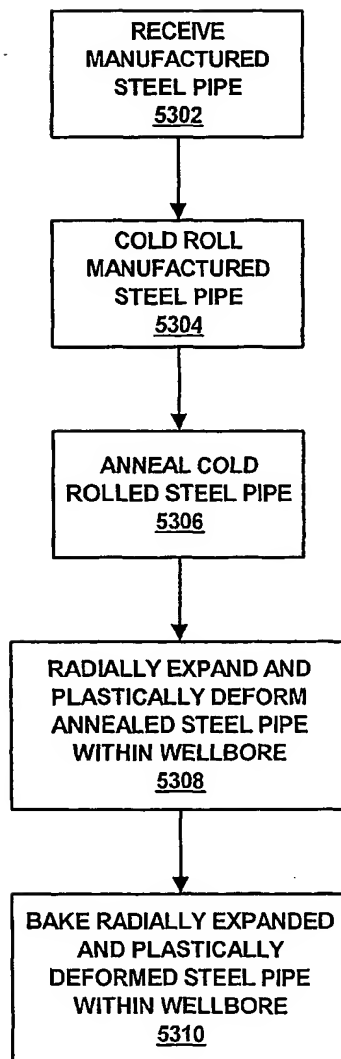 RECEIVE
MANUFACTURED
STEEL PIPE
5302
COLD ROLL
MANUFACTURED
STEEL PIPE
5304
ANNEAL COLD
ROLLED STEEL PIPE
5306
RADIALLY EXPAND AND
PLASTICALLY DEFORM
ANNEALED STEEL PIPE
WITHIN WELLBORE
5308
BAKE RADIALLY EXPANDED
AND PLASTICALLY
DEFORMED STEEL PIPE
WITHIN WELLBORE
5310